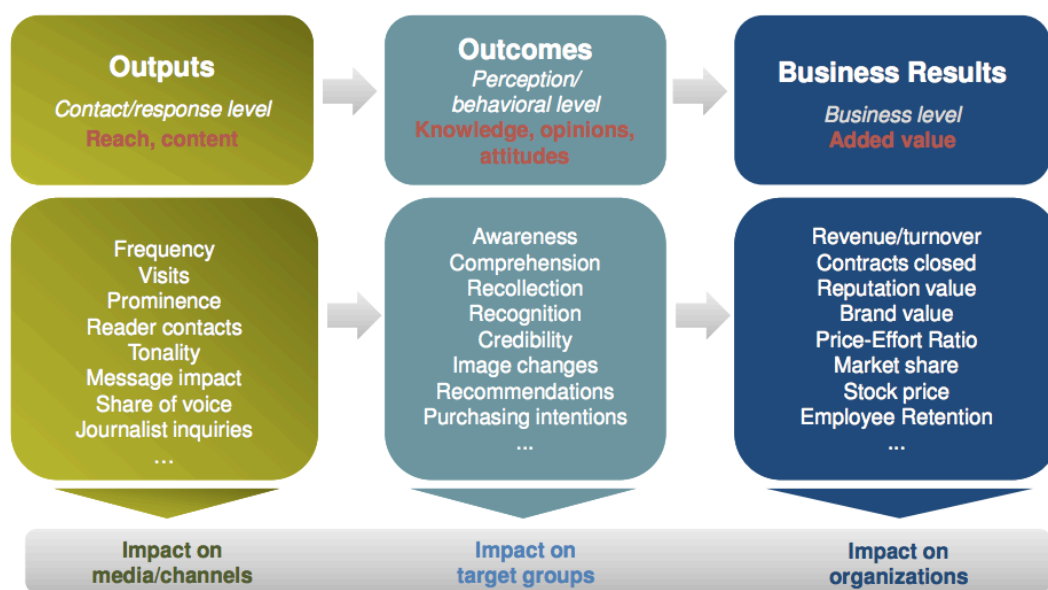 Outputs
Contact/response level
Reach, content
Outcomes
Perception/
behavioral level
Knowledge, opinions,
attitudes
Business Results
Business level
Added value
Frequency
Visits
Prominence
Reader contacts
Tonality
Message impact
Share of voice
Journalist inquiries
...
Awareness
Comprehension
Recollection
Recognition
Credibility
Image changes
Recommendations
Purchasing intentions
...
Revenue/turnover
Contracts closed
Reputation value
Brand value
Price-Effort Ratio
Market share
Stock price
Employee Retention
...
Impact on
media/channels
Impact on
target groups
Impact on
organizations